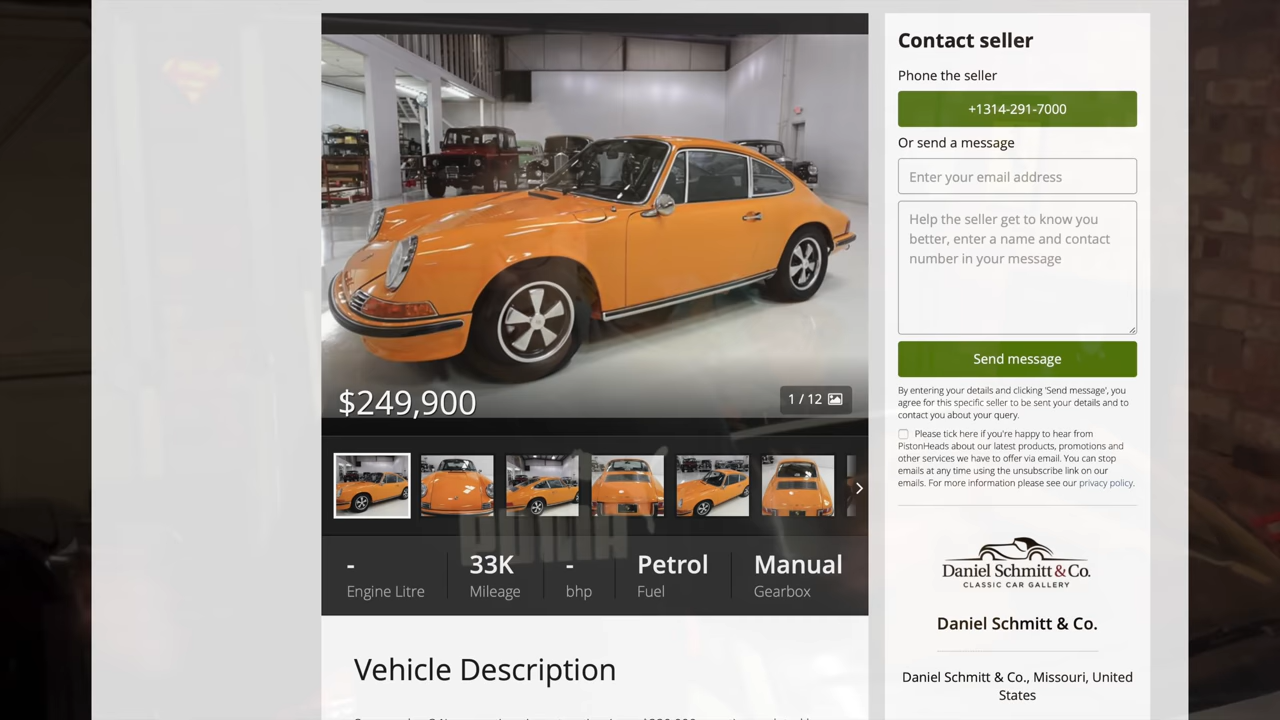 $249,900
1 / 12
-
Engine Litre
33K
Mileage
-
bhp
Petrol
Fuel
Manual
Gearbox
Vehicle Description
Contact seller
Phone the seller
+1314-291-7000
Or send a message
Enter your email address
Help the seller get to know you
better, enter a name and contact
number in your message
Send message
By entering your details and clicking 'Send message', you
agree for this specific seller to be sent your details and to
contact you about your query.
Please tick here if you're happy to hear from
PistonHeads about our latest products, promotions and
other services we have to offer via email. You can stop
emails at any time using the unsubscribe link on our
emails. For more information please see our privacy policy.
Daniel Schmitt & Co.
CLASSIC CAR GALLERY
Daniel Schmitt & Co.
Daniel Schmitt & Co., Missouri, United
States